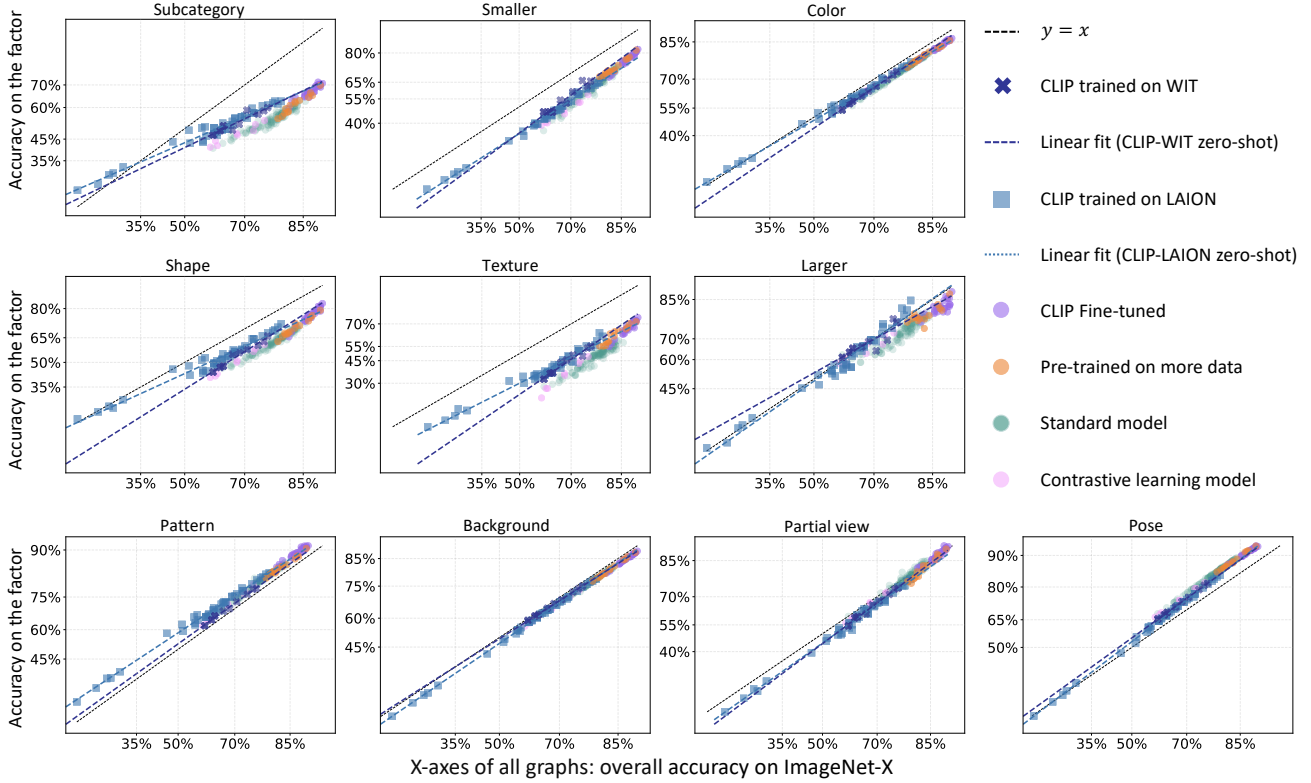 Subcategory
Smaller
Color
y = x
CLIP trained on WIT
Linear fit (CLIP-WIT zero-shot)
CLIP trained on LAION
Linear fit (CLIP-LAION zero-shot)
CLIP Fine-tuned
Pre-trained on more data
Standard model
Contrastive learning model
Accuracy on the factor
70%
60%
45%
35%
35% 50% 70% 85%
80%
65%
55%
40%
35% 50% 70% 85%
85%
70%
55%
40%
35% 50% 70% 85%
Shape
Texture
Larger
Accuracy on the factor
80%
65%
50%
35%
35% 50% 70% 85%
70%
55%
45%
30%
35% 50% 70% 85%
85%
70%
60%
45%
35% 50% 70% 85%
Pattern
Background
Partial view
Pose
Accuracy on the factor
90%
75%
60%
45%
35% 50% 70% 85%
85%
75%
60%
45%
35% 50% 70% 85%
85%
70%
55%
40%
35% 50% 70% 85%
90%
80%
65%
50%
35% 50% 70% 85%
X-axes of all graphs: overall accuracy on ImageNet-X